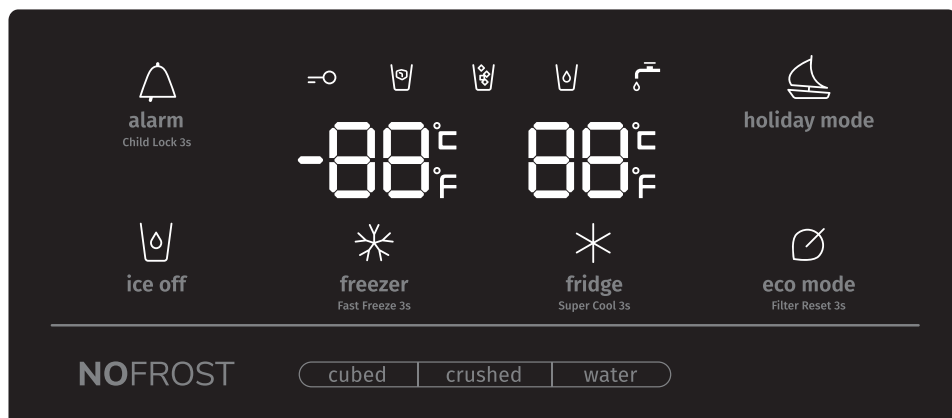 alarm
Child Lock 3s
-88°C
°F
88°C
°F
holiday mode
ice off
freezer
Fast Freeze 3s
fridge
Super Cool 3s
eco mode
Filter Reset 3s
NOFROST
cubed
crushed
water